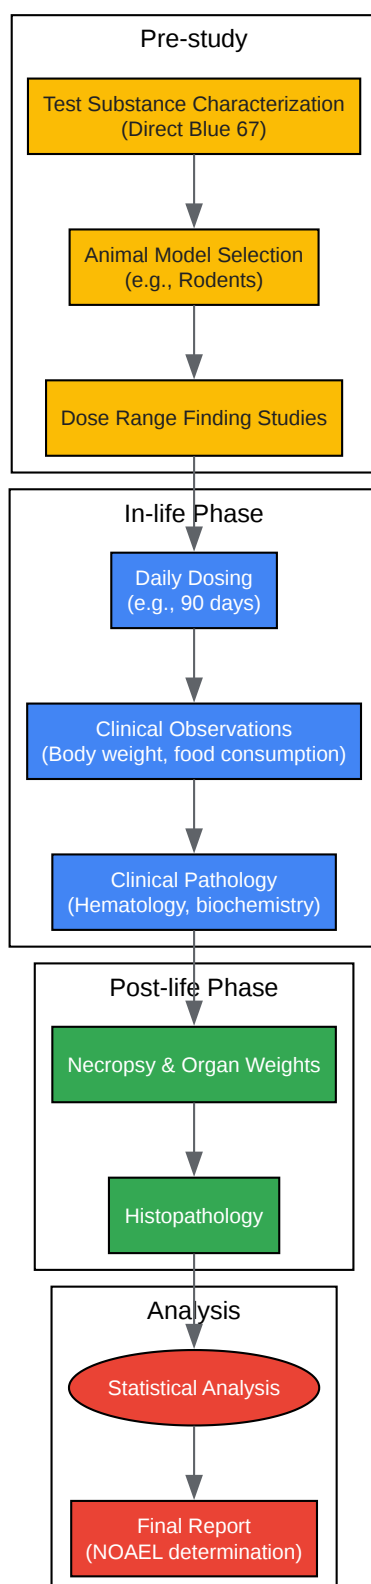 Pre-study
Test Substance Characterization
(Direct Blue 67)
Animal Model Selection
(e.g., Rodents)
Dose Range Finding Studies
In-life Phase
Daily Dosing
(e.g., 90 days)
Clinical Observations
(Body weight, food consumption)
Clinical Pathology
(Hematology, biochemistry)
Post-life Phase
Necropsy & Organ Weights
Histopathology
Analysis
Statistical Analysis
Final Report
(NOAEL determination)